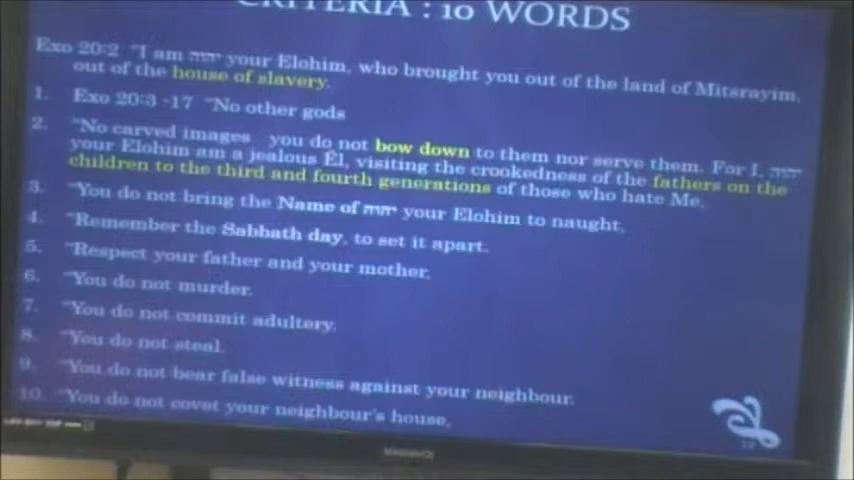 CRITERIA : 10 WORDS
Exo 20:2 "I am יהוה your Elohim, who brought you out of the land of Mitsrayim,
out of the house of slavery.
1. Exo 20:3 -17 "No other gods
2. "No carved images you do not bow down to them nor serve them. For I, יהוה
your Elohim am a jealous Ěl, visiting the crookedness of the fathers on the
children to the third and fourth generations of those who hate Me,
3. "You do not bring the Name of יהוה your Elohim to naught,
4. "Remember the Sabbath day, to set it apart.
5. "Respect your father and your mother,
6. "You do not murder.
7. "You do not commit adultery,
8. "You do not steal.
9. "You do not bear false witness against your neighbour.
10. "You do not covet your neighbour's house,